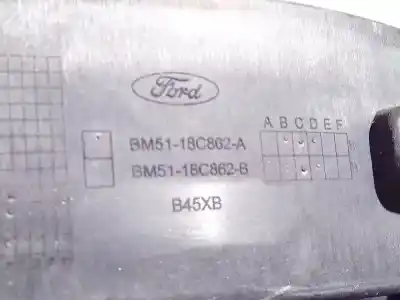 Ford
A B C D E F
BM51-18C862-A
BM51-18C862-B
B45XB